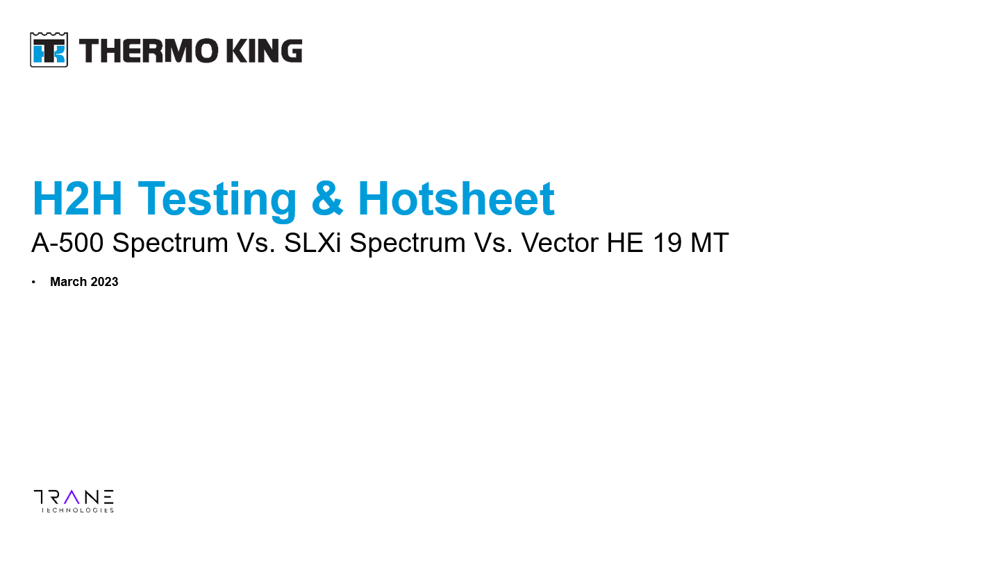 THERMO KING
H2H Testing & Hotsheet
A-500 Spectrum Vs. SLXi Spectrum Vs. Vector HE 19 MT
• March 2023
TRANE
TECHNOLOGIES